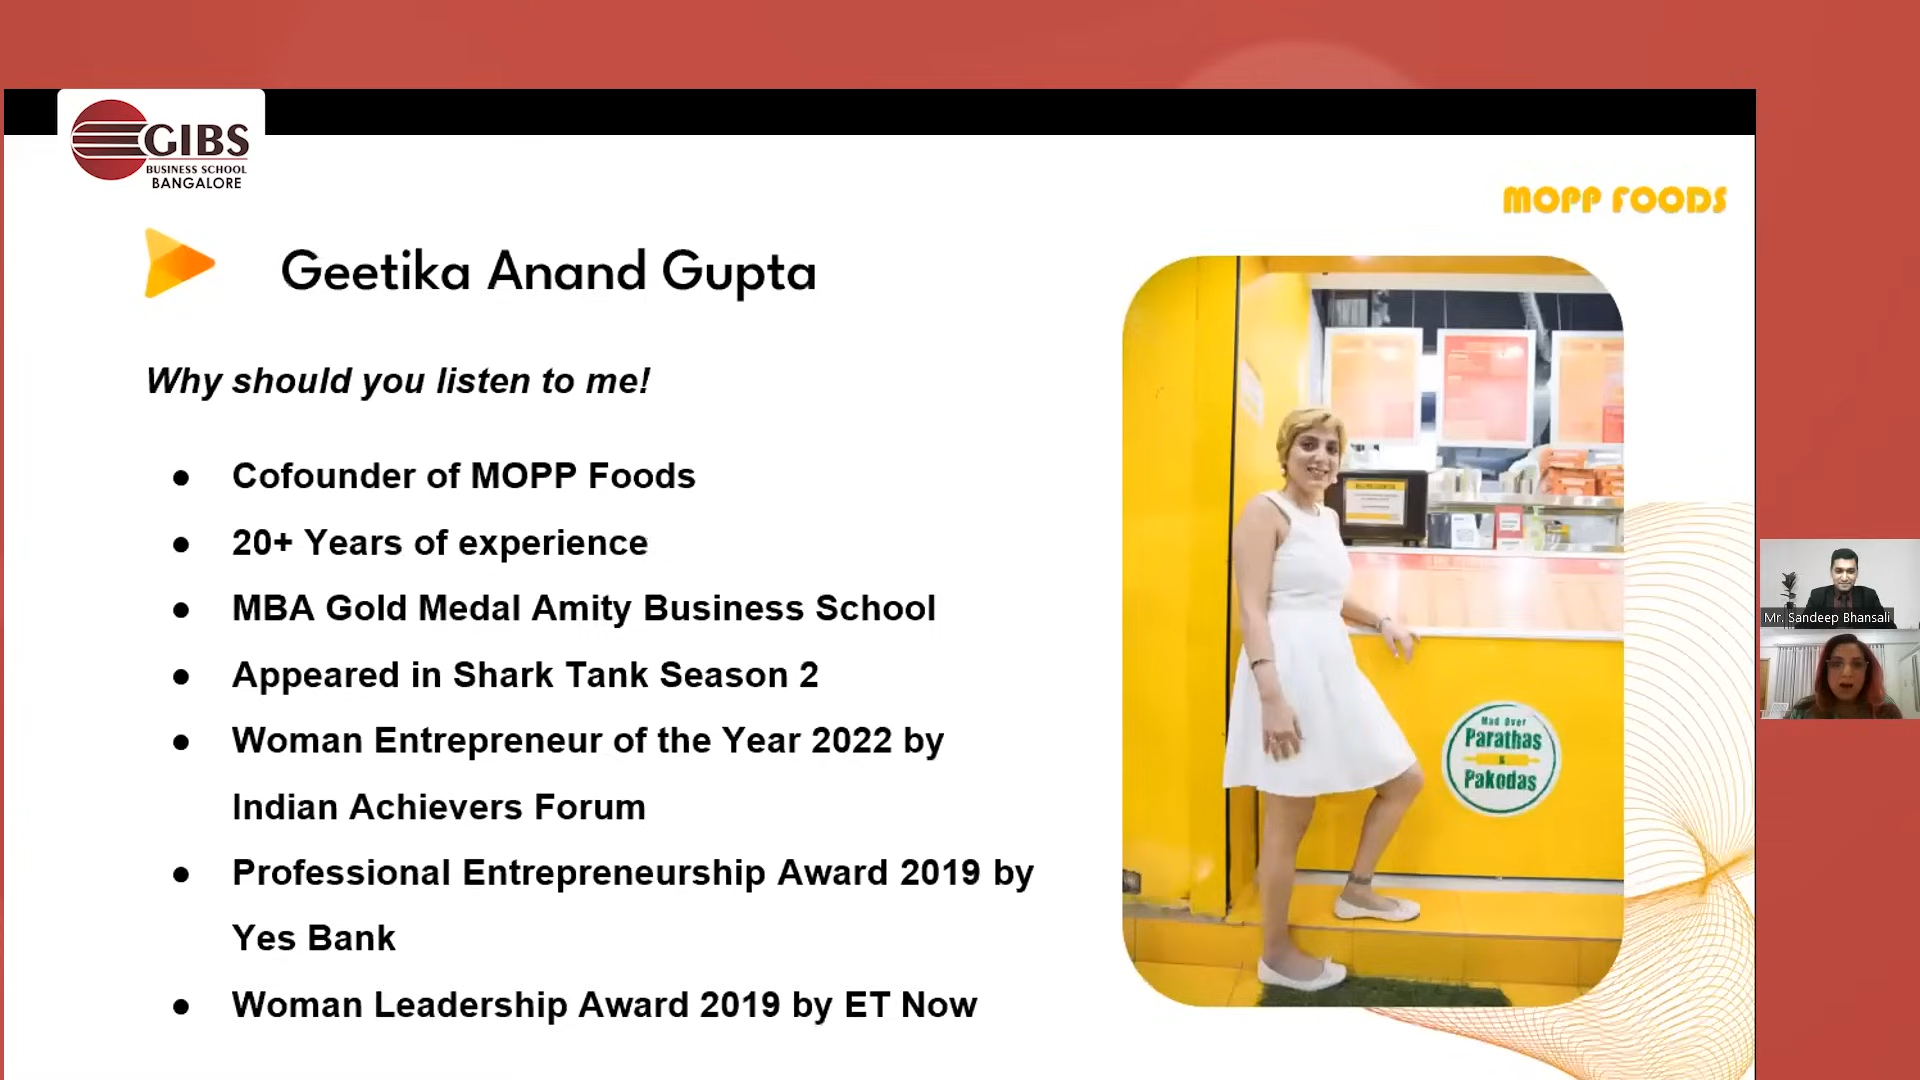 GIBS
BUSINESS SCHOOL
BANGALORE
MOPP FOODS
Geetika Anand Gupta
Why should you listen to me!
● Cofounder of MOPP Foods
● 20+ Years of experience
● MBA Gold Medal Amity Business School
● Appeared in Shark Tank Season 2
● Woman Entrepreneur of the Year 2022 by
Indian Achievers Forum
● Professional Entrepreneurship Award 2019 by
Yes Bank
● Woman Leadership Award 2019 by ET Now
Mad Over
Parathas
&
Pakodas
Mr. Sandeep Bhansali